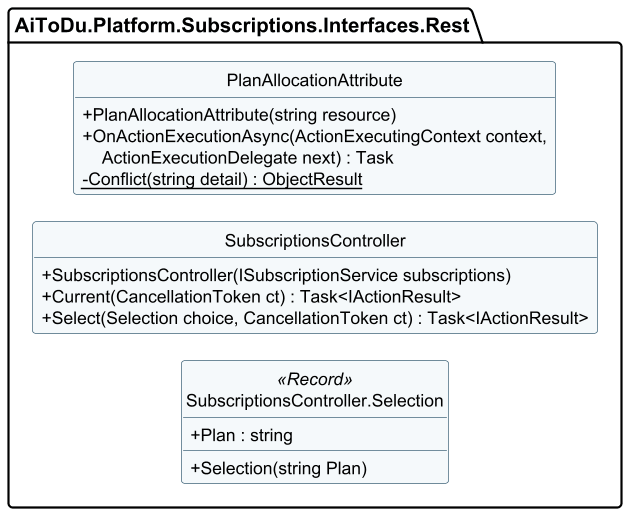 AiToDu.Platform.Subscriptions.Interfaces.Rest
PlanAllocationAttribute
+PlanAllocationAttribute(string resource)
+OnActionExecutionAsync(ActionExecutingContext context,
ActionExecutionDelegate next) : Task
-Conflict(string detail) : ObjectResult
SubscriptionsController
+SubscriptionsController(ISubscriptionService subscriptions)
+Current(CancellationToken ct) : Task<IActionResult>
+Select(Selection choice, CancellationToken ct) : Task<IActionResult>
«Record»
SubscriptionsController.Selection
+Plan : string
+Selection(string Plan)